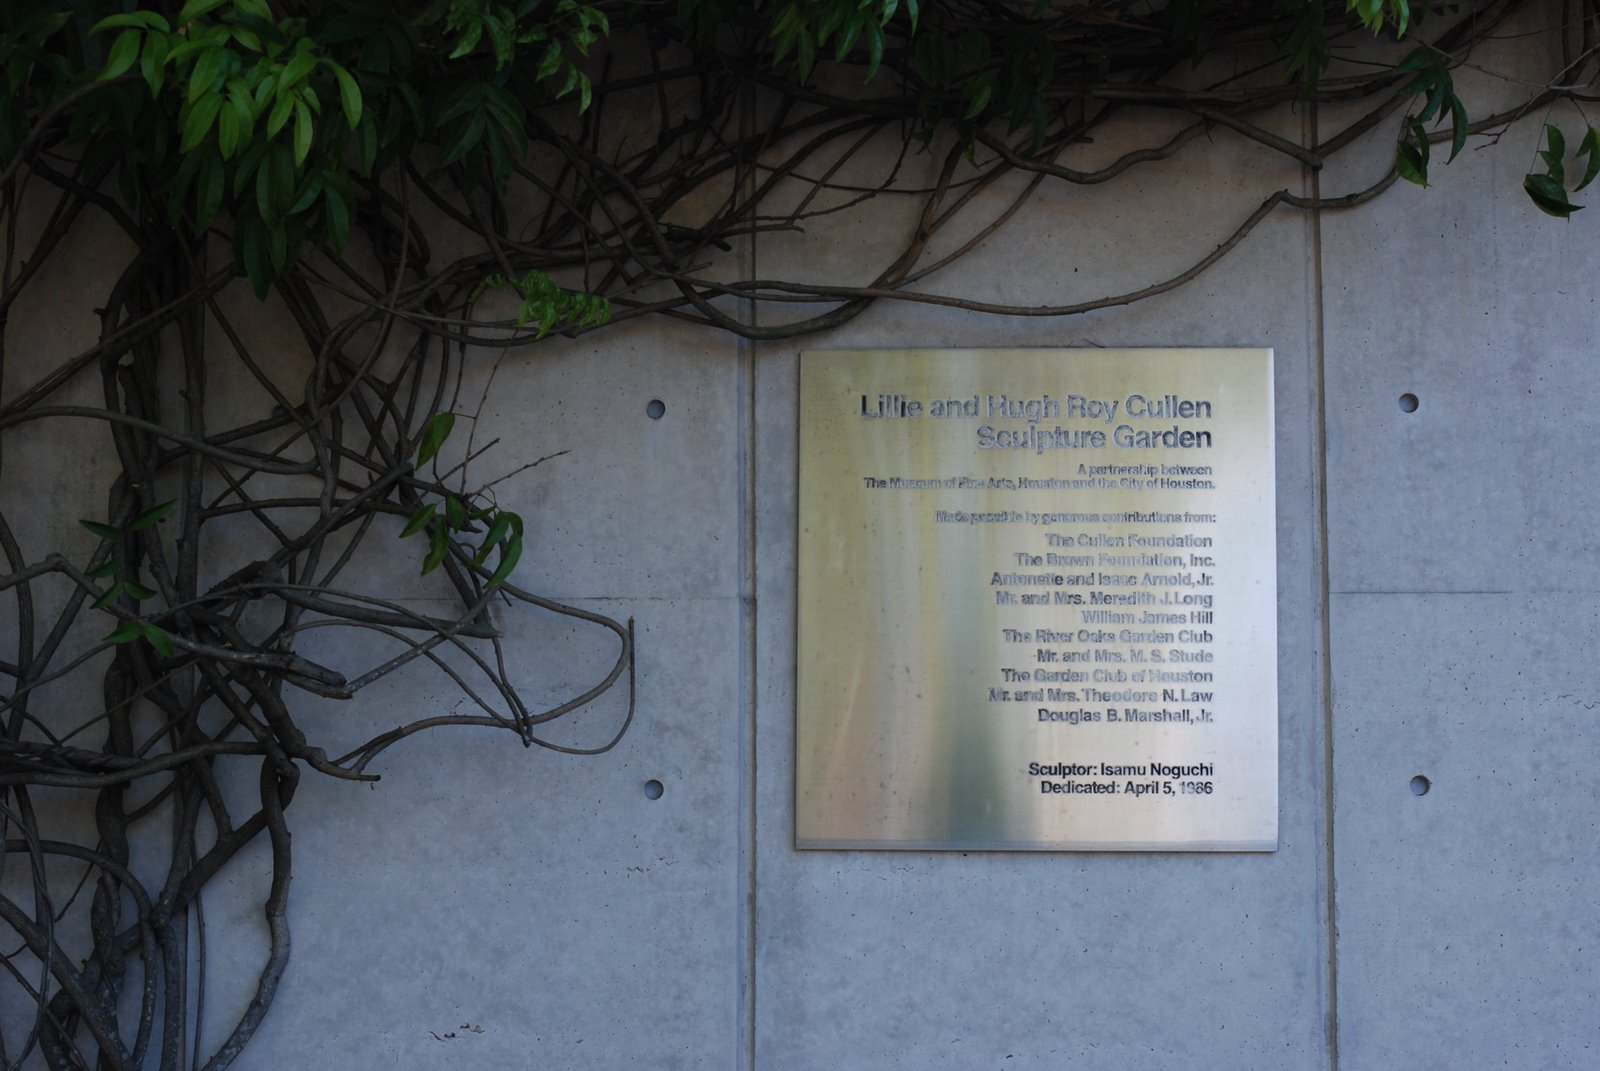 Lillie and Hugh Roy Cullen
Sculpture Garden
A partnership between
The Museum of Fine Arts, Houston and the City of Houston.
Made possible by generous contributions from:
The Cullen Foundation
The Brown Foundation, Inc.
Antonette and Isaac Arnold, Jr.
Mr. and Mrs. Meredith J. Long
William James Hill
The River Oaks Garden Club
Mr. and Mrs. M. S. Stude
The Garden Club of Houston
Mr. and Mrs. Theodore N. Law
Douglas B. Marshall, Jr.
Sculptor: Isamu Noguchi
Dedicated: April 5, 1986